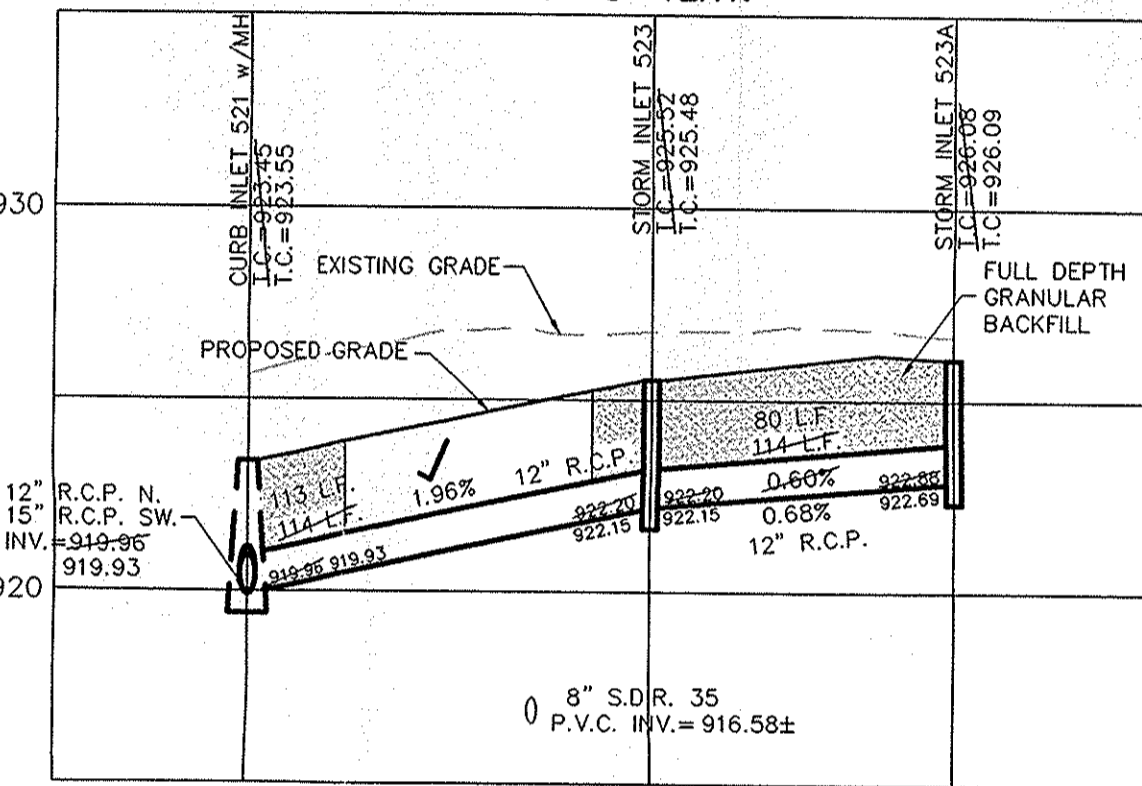 CURB INLET 521 w/MH
T.C.=923.45
T.C.=923.55
STORM INLET 523
T.C.=925.52
T.C.=925.48
STORM INLET 523A
T.C.=926.08
T.C.=926.09
930
EXISTING GRADE
FULL DEPTH
GRANULAR
BACKFILL
PROPOSED GRADE
80 L.F.
114 L.F.
12" R.C.P. N.
15" R.C.P. SW.
INV.=919.96
919.93
113 L.F.
114 L.F.
1.96%
12" R.C.P.
922.20
922.15
922.20
922.15
0.60%
0.68%
12" R.C.P.
922.88
922.69
919.96 919.93
920
8" S.D.R. 35
P.V.C. INV.=916.58±